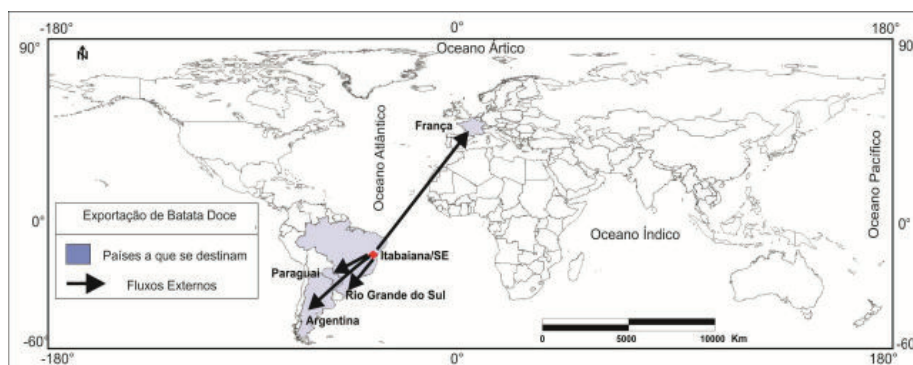 -180°
0°
180°
90°
N
Oceano Ártico
90
França
Oceano Atlântico
Oceano Pacífico
0°
0°
Exportação de Batata Doce
Países a que se destinam
Fluxos Externos
Oceano Índico
Itabaiana/SE
Paraguai
Rio Grande do Sul
Argentina
0 5000 10000 Km
-60°
-60
-180°
0°
180°